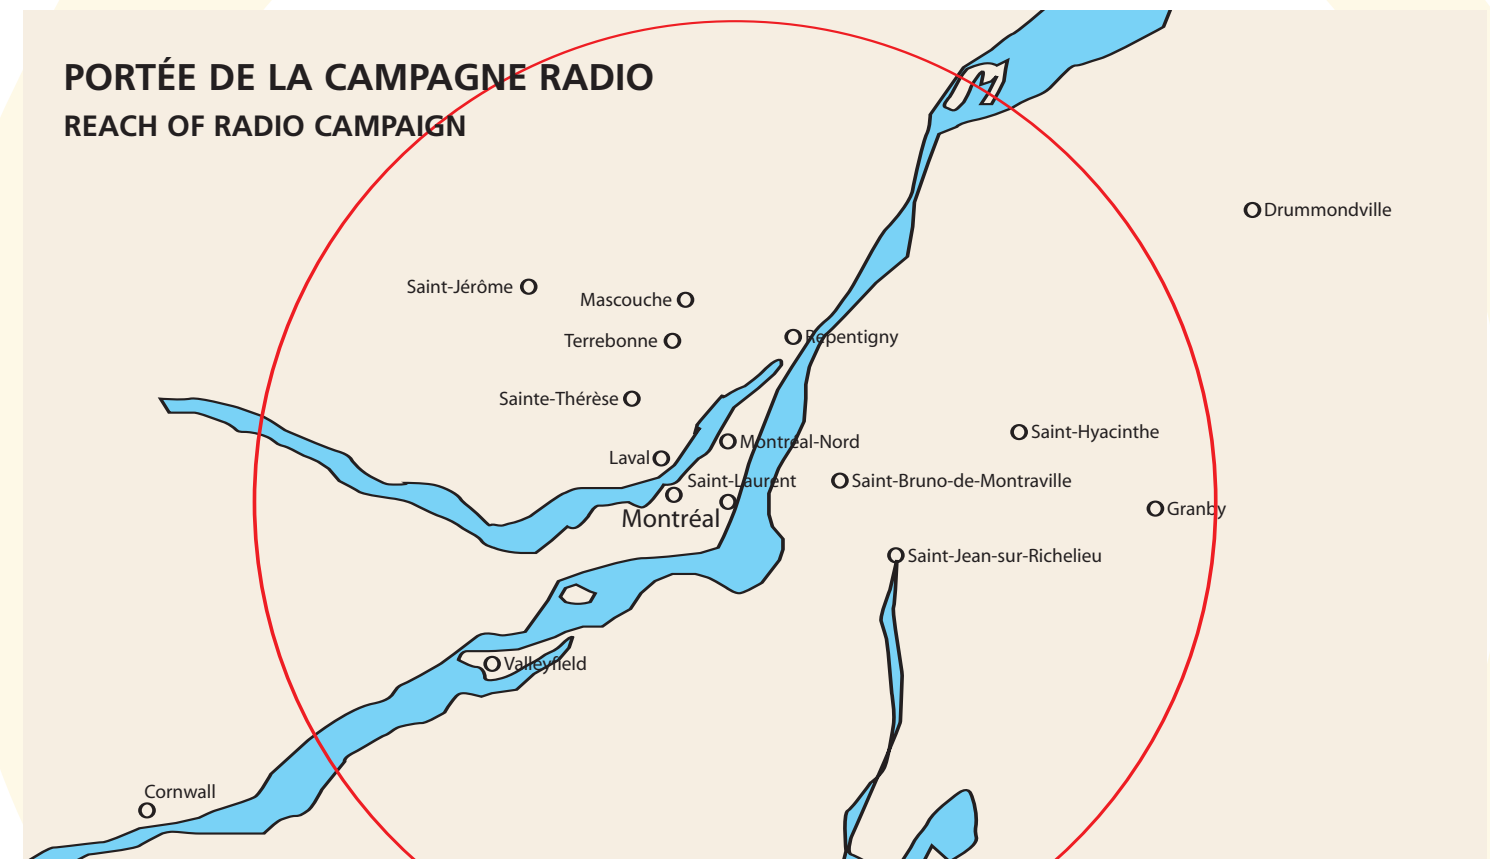 PORTÉE DE LA CAMPAGNE RADIO
REACH OF RADIO CAMPAIGN
Drummondville
Saint-Jérôme
Mascouche
Terrebonne
Repentigny
Sainte-Thérèse
Montréal-Nord
Saint-Hyacinthe
Laval
Saint-Laurent
Saint-Bruno-de-Montraville
Montréal
Granby
Saint-Jean-sur-Richelieu
Valleyfield
Cornwall